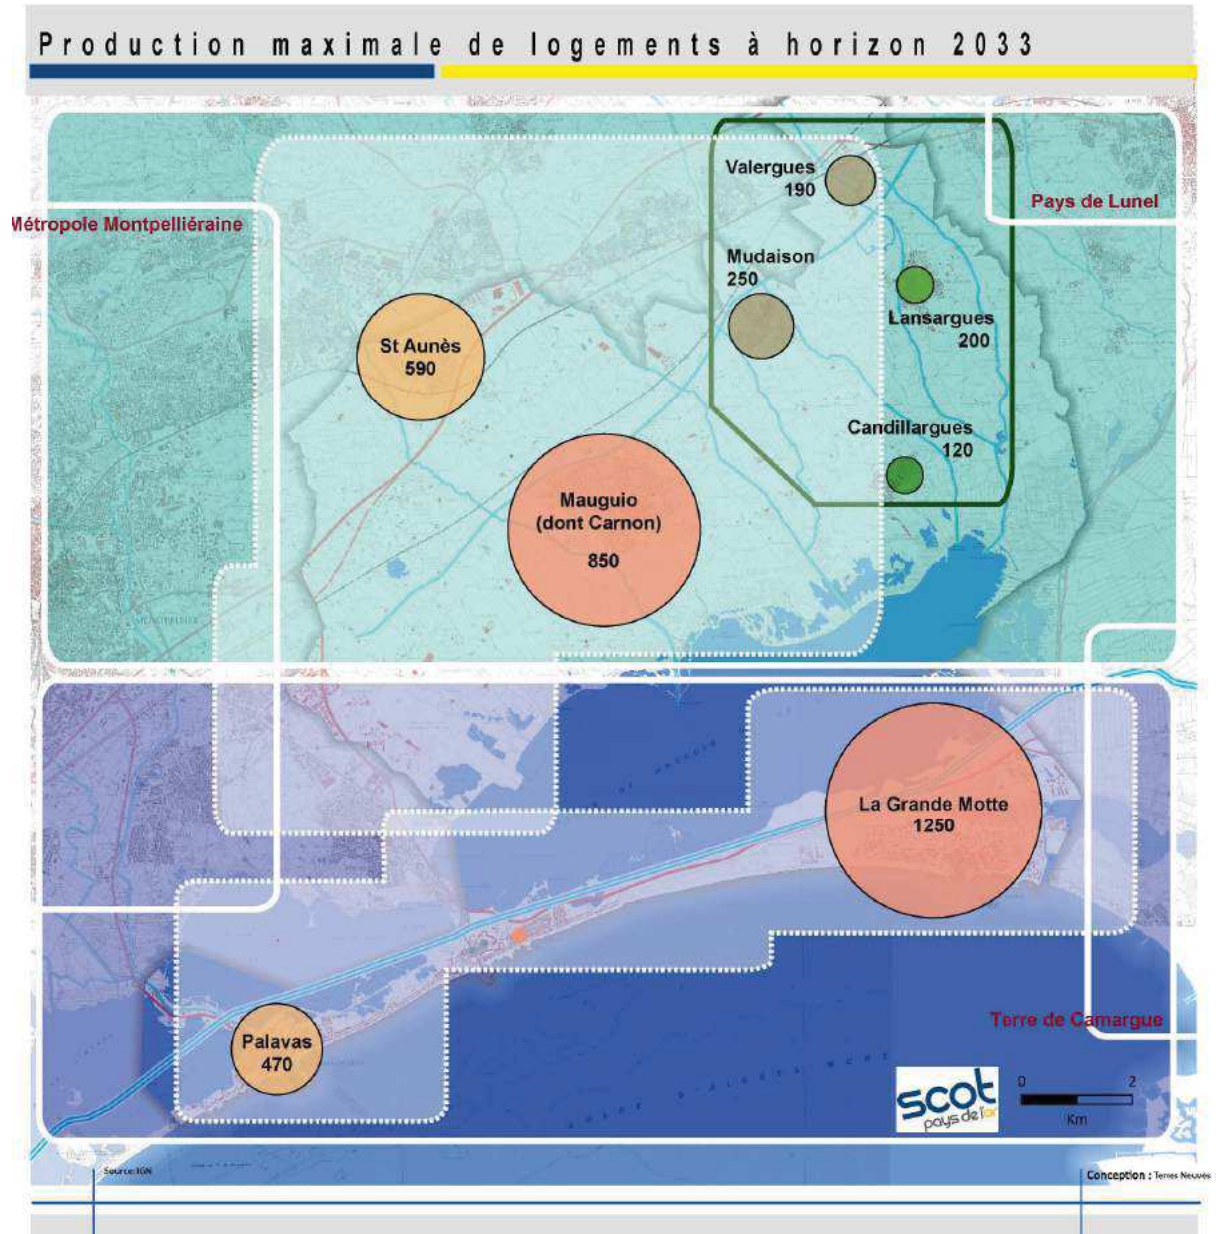 Production maximale de logements à horizon 2033
Valergues
190
Pays de Lunel
Métropole Montpelliéraine
Mudaison
250
Lansargues
200
St Aunès
590
Candillargues
120
Mauguio
(dont Carnon)
850
La Grande Motte
1250
Terre de Camargue
Palavas
470
scot
pays de l'or
0 2
Km
Source: IGN
Conception : Terres Neuves